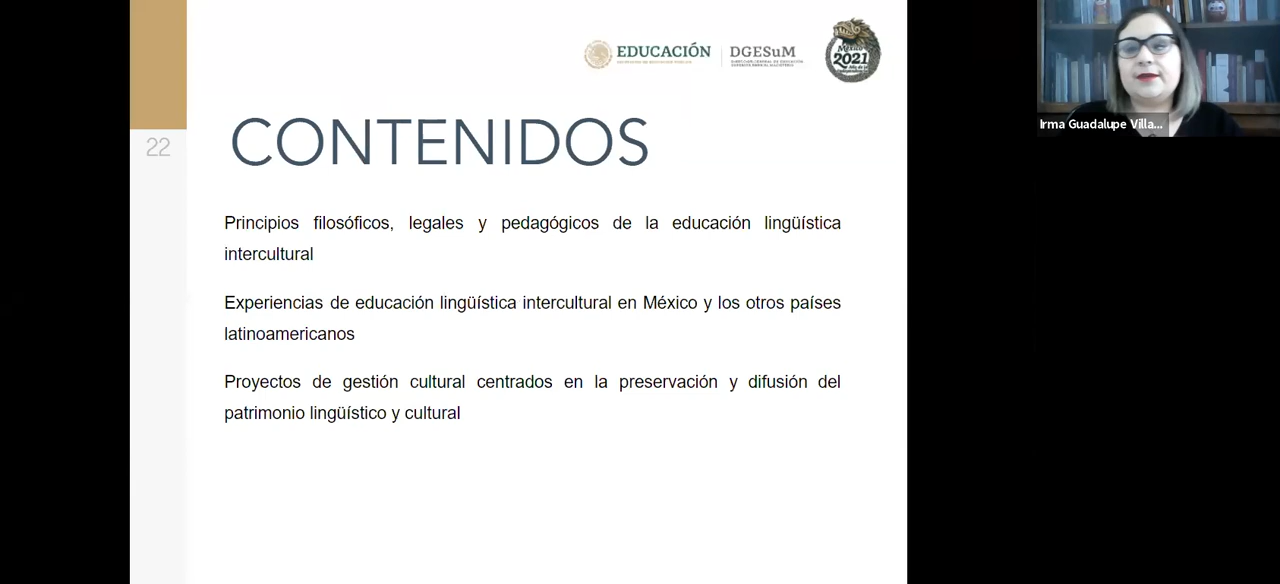 EDUCACIÓN
DGESuM
México
2021
22
CONTENIDOS
Principios filosóficos, legales y pedagógicos de la educación lingüística
intercultural
Experiencias de educación lingüística intercultural en México y los otros países
latinoamericanos
Proyectos de gestión cultural centrados en la preservación y difusión del
patrimonio lingüístico y cultural
Irma Guadalupe Villa...